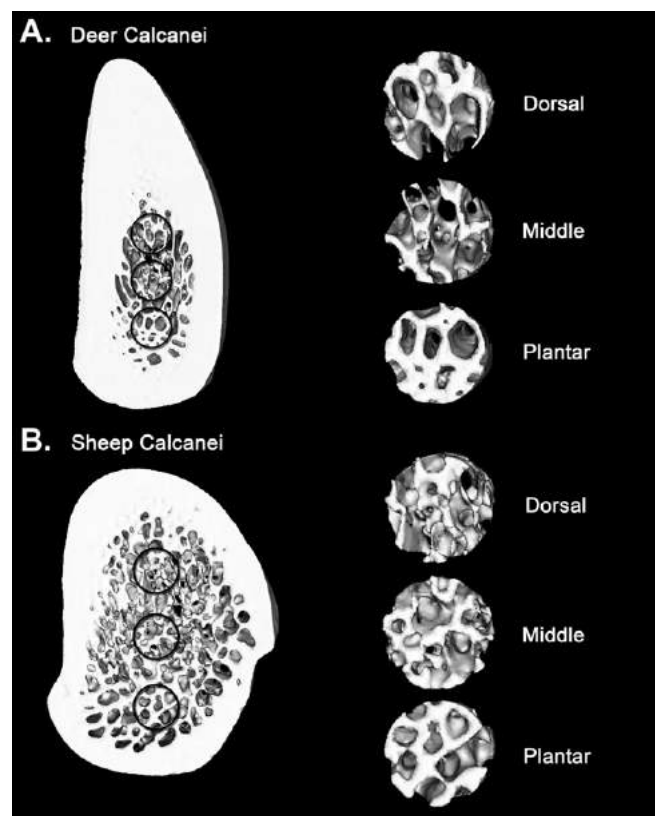 A. Deer Calcanei
Dorsal
Middle
Plantar
B. Sheep Calcanei
Dorsal
Middle
Plantar